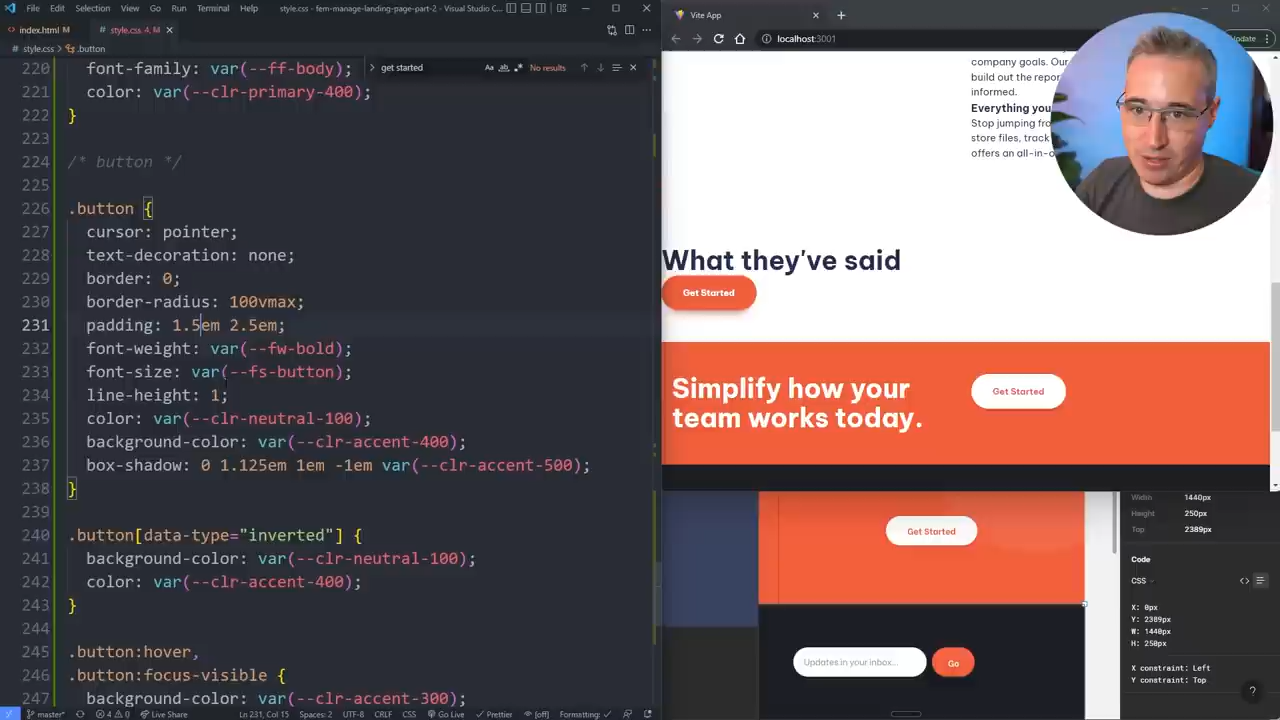 File Edit View Go Run Terminal Help
style.css - fem-manage-landing-page-part-2 - Visual Studio C...
index.html M
style.css 4, M
style.css > .button
get started
No results
220 font-family: var(--ff-body);
221 color: var(--clr-primary-400);
222 }
223
224 /* button */
225
226 .button {
227 cursor: pointer;
228 text-decoration: none;
229 border: 0;
230 border-radius: 100vmax;
231 padding: 1.5em 2.5em;
232 font-weight: var(--fw-bold);
233 font-size: var(--fs-button);
234 line-height: 1;
235 color: var(--clr-neutral-100);
236 background-color: var(--clr-accent-400);
237 box-shadow: 0 1.125em 1em -1em var(--clr-accent-500);
238 }
239
240 .button[data-type="inverted"] {
241 background-color: var(--clr-neutral-100);
242 color: var(--clr-accent-400);
243 }
244
245 .button:hover,
246 .button:focus-visible {
247 background-color: var(--clr-accent-300);
master* 4 0 Live Share Ln 231, Col 15 Spaces: 2 UTF-8 CRLF CSS Go Live Prettier [off] Formatting:
Vite App
localhost:3001
company goals. Our
build out the repor
informed.
Everything you
Stop jumping fro
store files, track
offers an all-in-o
What they've said
Get Started
Simplify how your
team works today.
Get Started
Get Started
Updates in your inbox...
Go
Width 1440px
Height 250px
Top 2389px
Code
CSS
X: 0px
Y: 2389px
W: 1440px
H: 250px
X constraint: Left
Y constraint: Top
?